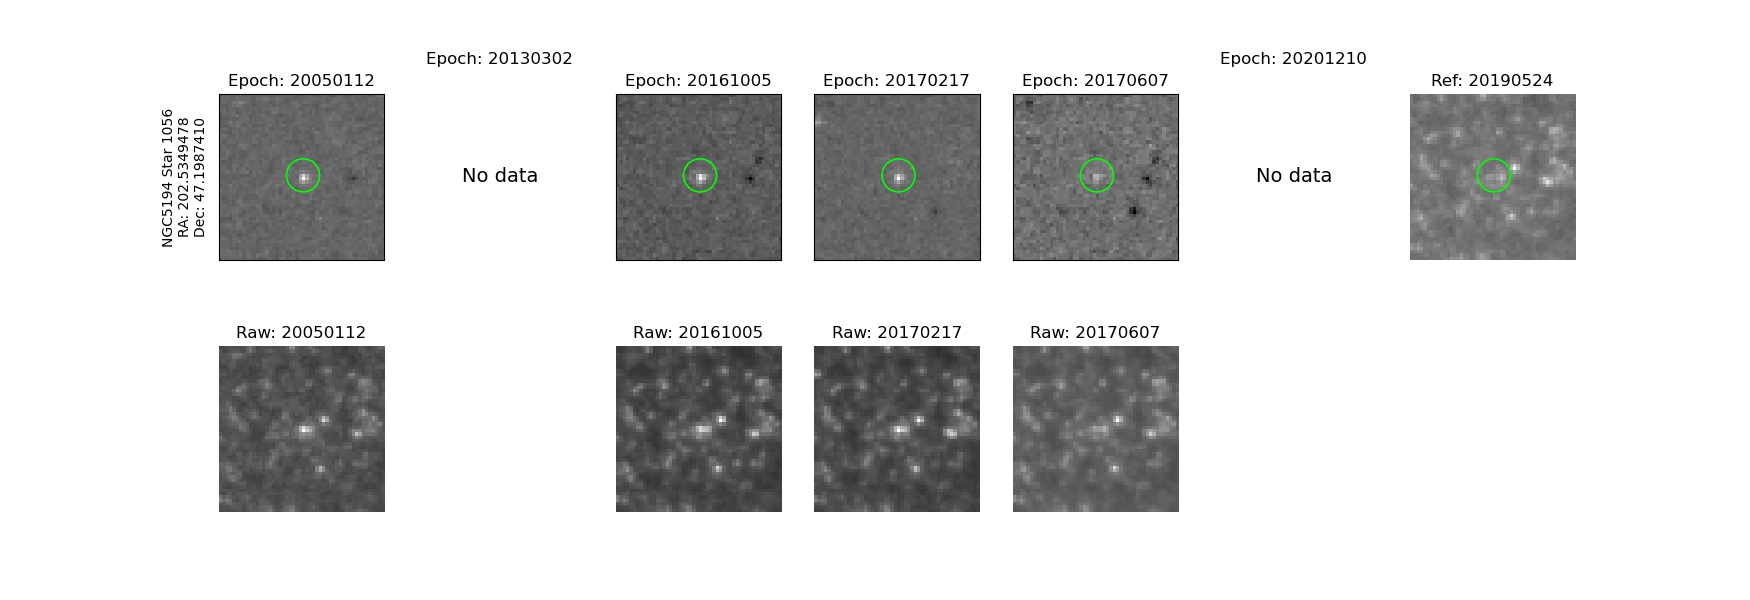 Epoch: 20130302
Epoch: 20201210
Epoch: 20050112
Epoch: 20161005
Epoch: 20170217
Epoch: 20170607
Ref: 20190524
NGC5194 Star 1056
RA: 202.5349478
Dec: 47.1987410
No data
No data
Raw: 20050112
Raw: 20161005
Raw: 20170217
Raw: 20170607